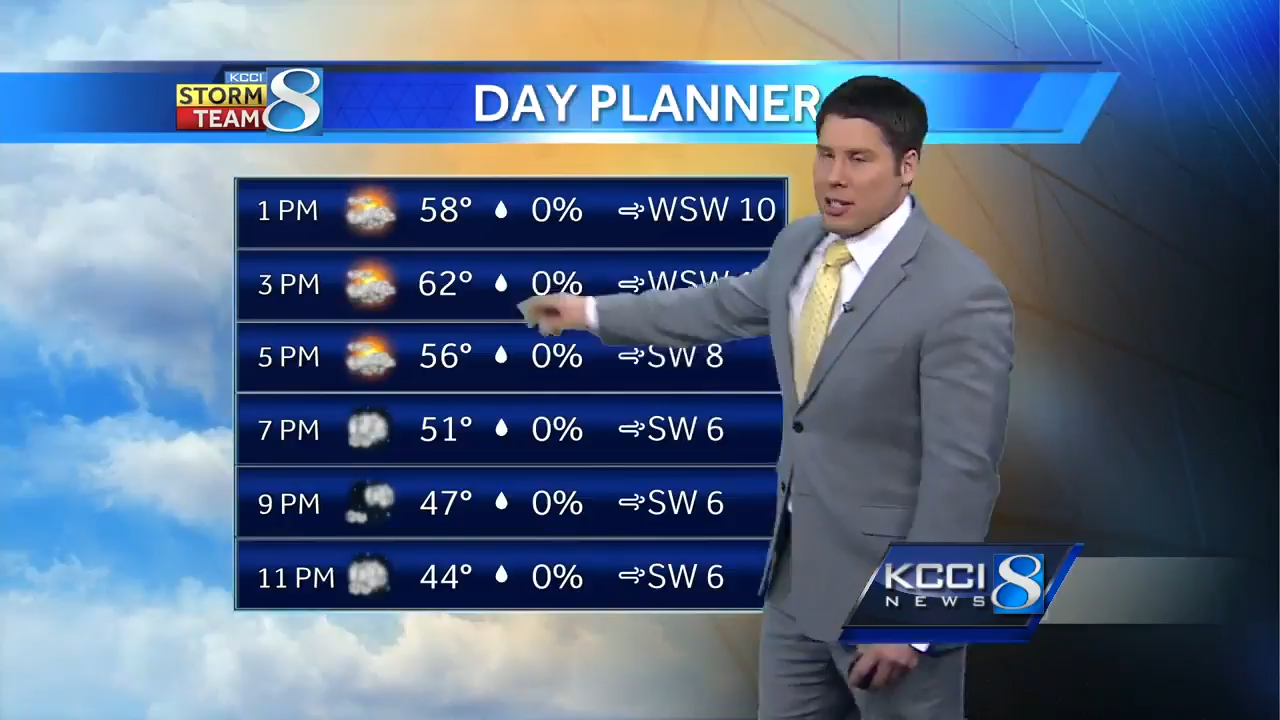 KCCI
STORM
TEAM 8
DAY PLANNER
1 PM 58° 0% WSW 10
3 PM 62° 0% WSW
5 PM 56° 0% SW 8
7 PM 51° 0% SW 6
9 PM 47° 0% SW 6
11 PM 44° 0% SW 6
KCCI 8
NEWS